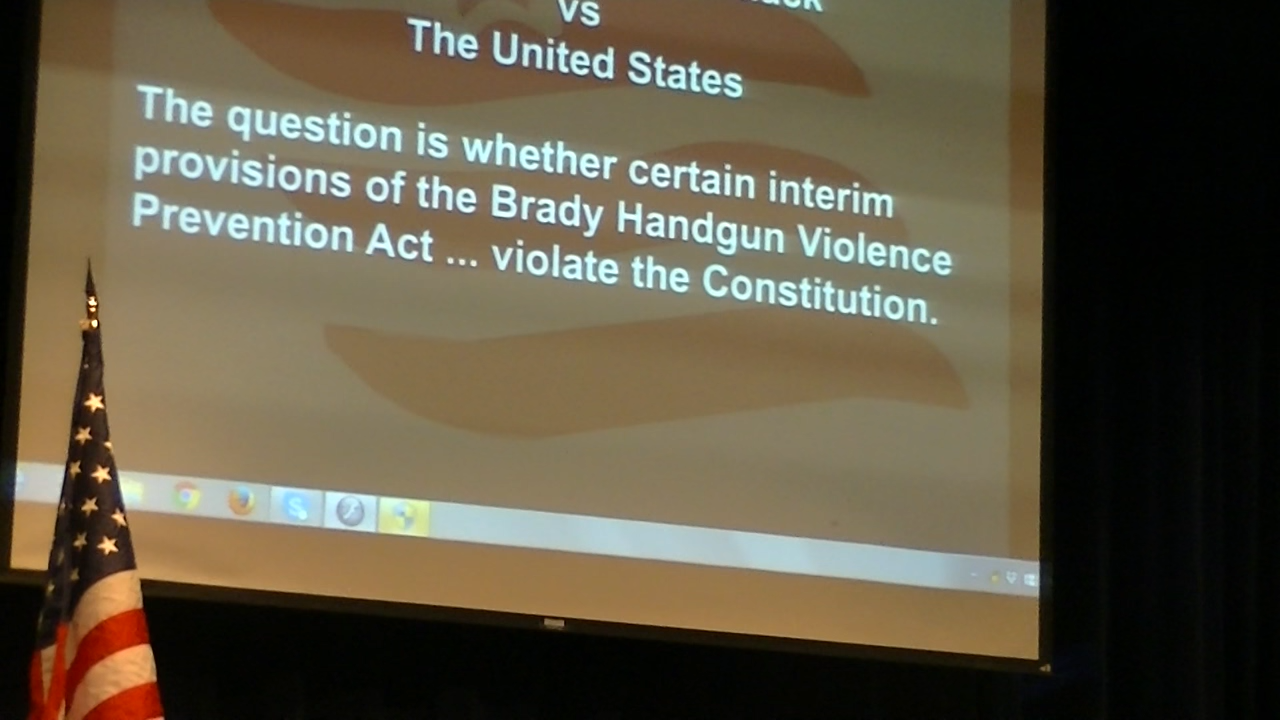 vs
The United States
The question is whether certain interim
provisions of the Brady Handgun Violence
Prevention Act ... violate the Constitution.